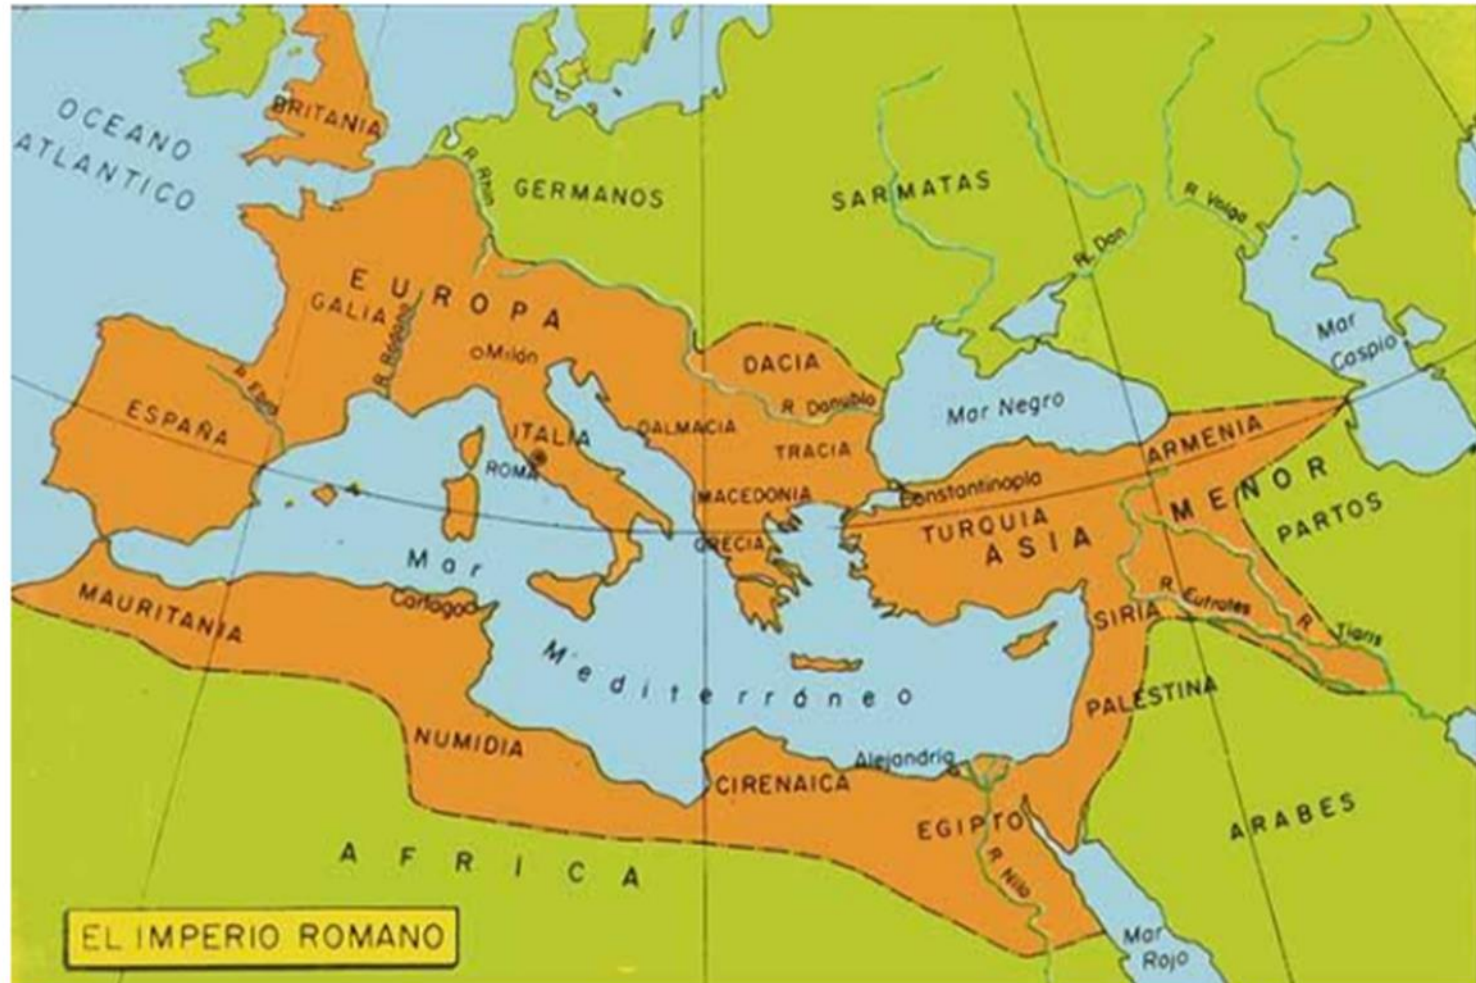 OCEANO
ATLANTICO
BRITANIA
R. Rhin
GERMANOS
SARMATAS
R. Volga
R. Don
EUROPA
GALIA
R. Ródano
Milán
DACIA
R. Danubio
Mar Negro
Mar
Caspio
R. Ebro
ESPAÑA
ITALIA
ROMA
DALMACIA
TRACIA
MACEDONIA
GRECIA
Constantinopla
ARMENIA
TURQUIA
ASIA
MENOR
PARTOS
Mar
Mediterráneo
Cartago
MAURITANIA
SIRIA
R. Eufrates
R. Tigris
PALESTINA
NUMIDIA
CIRENAICA
Alejandría
EGIPTO
R. Nilo
ARABES
AFRICA
Mar
Rojo
EL IMPERIO ROMANO